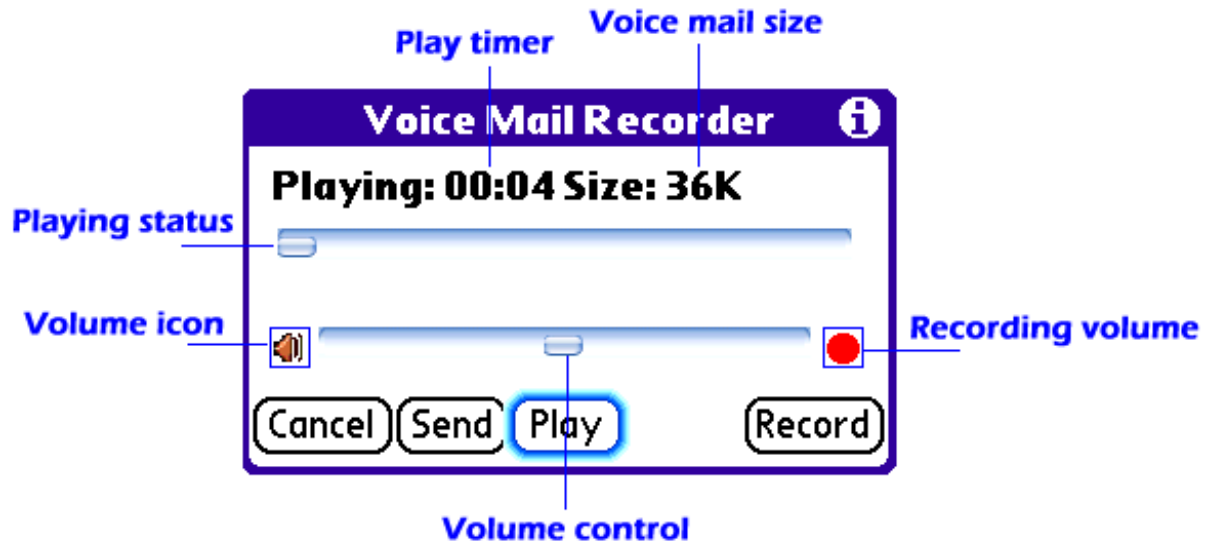 Voice mail size
Play timer
Voice Mail Recorder i
Playing: 00:04 Size: 36K
Playing status
Volume icon
Recording volume
Cancel Send Play Record
Volume control